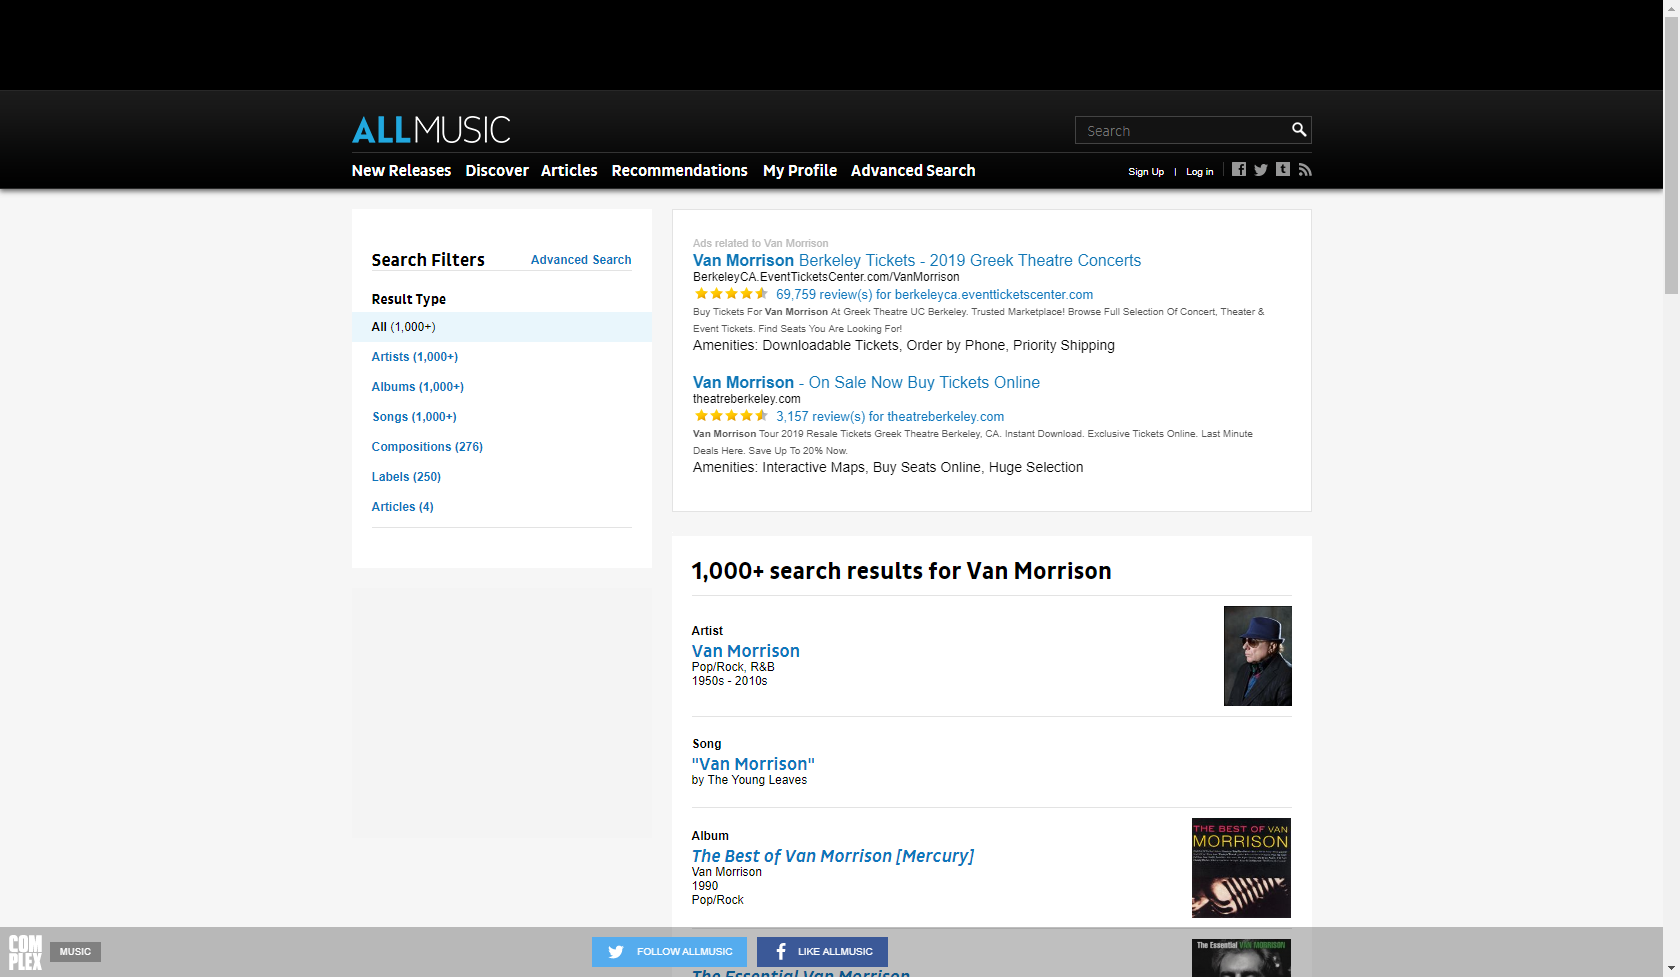 ALLMUSIC
Search
New Releases Discover Articles Recommendations My Profile Advanced Search
Sign Up | Log in
Search Filters
Advanced Search
Result Type
All (1,000+)
Artists (1,000+)
Albums (1,000+)
Songs (1,000+)
Compositions (276)
Labels (250)
Articles (4)
Ads related to Van Morrison
Van Morrison Berkeley Tickets - 2019 Greek Theatre Concerts
BerkeleyCA.EventTicketsCenter.com/VanMorrison
69,759 review(s) for berkeleyca.eventticketscenter.com
Buy Tickets For Van Morrison At Greek Theatre UC Berkeley. Trusted Marketplace! Browse Full Selection Of Concert, Theater &
Event Tickets. Find Seats You Are Looking For!
Amenities: Downloadable Tickets, Order by Phone, Priority Shipping
Van Morrison - On Sale Now Buy Tickets Online
theatreberkeley.com
3,157 review(s) for theatreberkeley.com
Van Morrison Tour 2019 Resale Tickets Greek Theatre Berkeley, CA. Instant Download. Exclusive Tickets Online. Last Minute
Deals Here. Save Up To 20% Now.
Amenities: Interactive Maps, Buy Seats Online, Huge Selection
1,000+ search results for Van Morrison
Artist
Van Morrison
Pop/Rock, R&B
1950s - 2010s
Song
"Van Morrison"
by The Young Leaves
Album
The Best of Van Morrison [Mercury]
Van Morrison
1990
Pop/Rock
THE BEST OF VAN
MORRISON
The Essential VAN MORRISON
The Essential Van Morrison
COM
PLEX
MUSIC
FOLLOW ALLMUSIC
LIKE ALLMUSIC